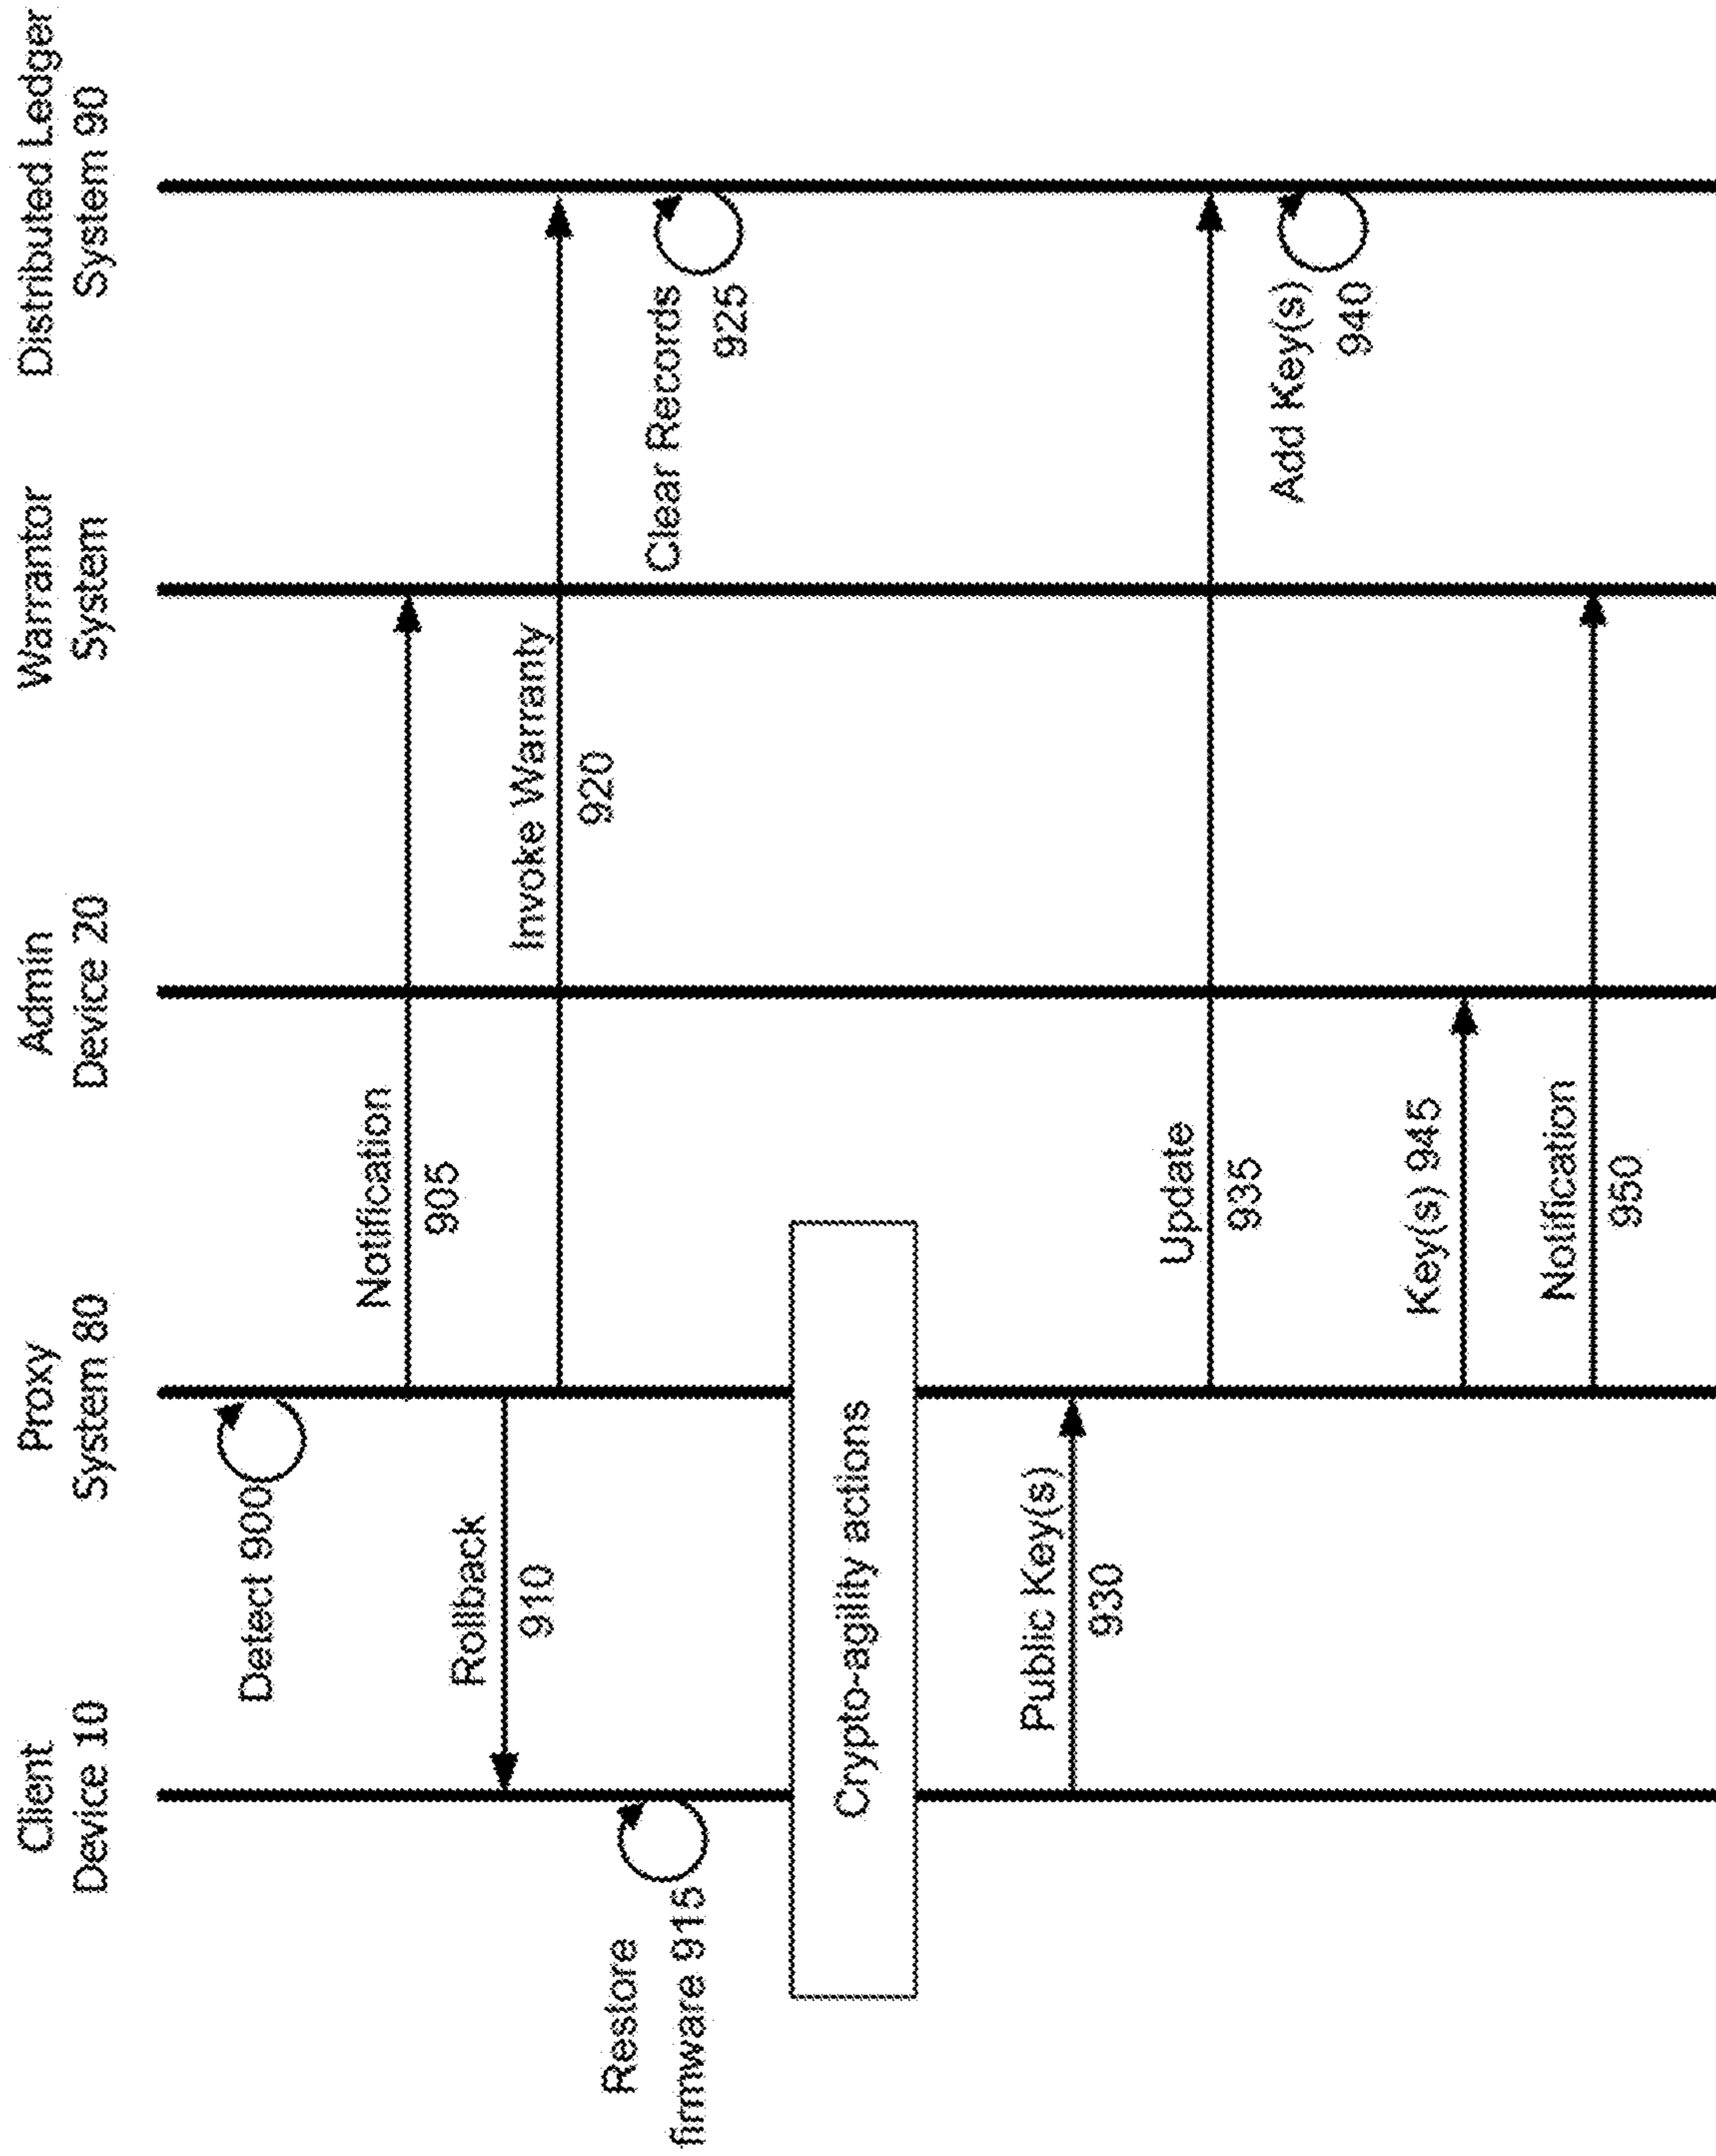 Client
Device 10
Proxy
System 80
Admin
Device 20
Warrantor
System
Distributed Ledger
System 90
Detect 900
Notification
905
Rollback
910
Invoke Warranty
920
Restore
firmware 915
Clear Records
925
Crypto-agility actions
Public Key(s)
930
Update
935
Add Key(s)
940
Key(s) 945
Notification
950